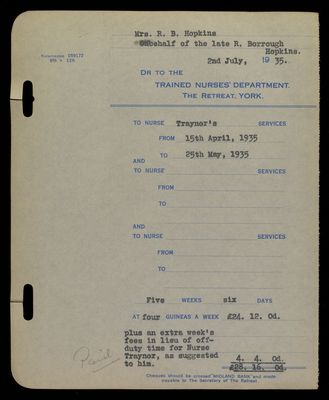 Mrs. R. B. Hopkins
Onbehalf of the late R. Borrough
Hopkins.
2nd July, 19 35.
DR TO THE
TRAINED NURSES' DEPARTMENT.
THE RETREAT, YORK.
TO NURSE Traynor's SERVICES
FROM 15th April, 1935
TO 25th May, 1935
AND
TO NURSE SERVICES
FROM
TO
AND
TO NURSE SERVICES
FROM
TO
Five WEEKS six DAYS
AT four GUINEAS A WEEK £24. 12. 0d.
plus an extra week's
fees in lieu of off-
duty time for Nurse
Traynor, as suggested 4. 4. 0d.
to him. £28. 16. 0d.
Paid
Cheques should be crossed "MIDLAND BANK" and made
payable to The Secretary of The Retreat